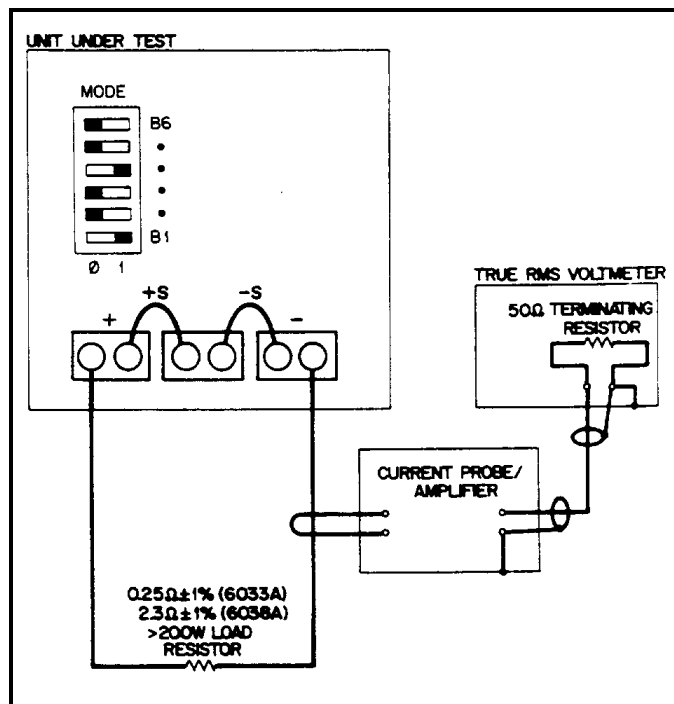 UNIT UNDER TEST
MODE
B6
B1
0 1
+ +S -S -
TRUE RMS VOLTMETER
50Ω TERMINATING
RESISTOR
CURRENT PROBE/
AMPLIFIER
0.25Ω±1% (6033A)
2.3Ω±1% (6038A)
>200W LOAD
RESISTOR